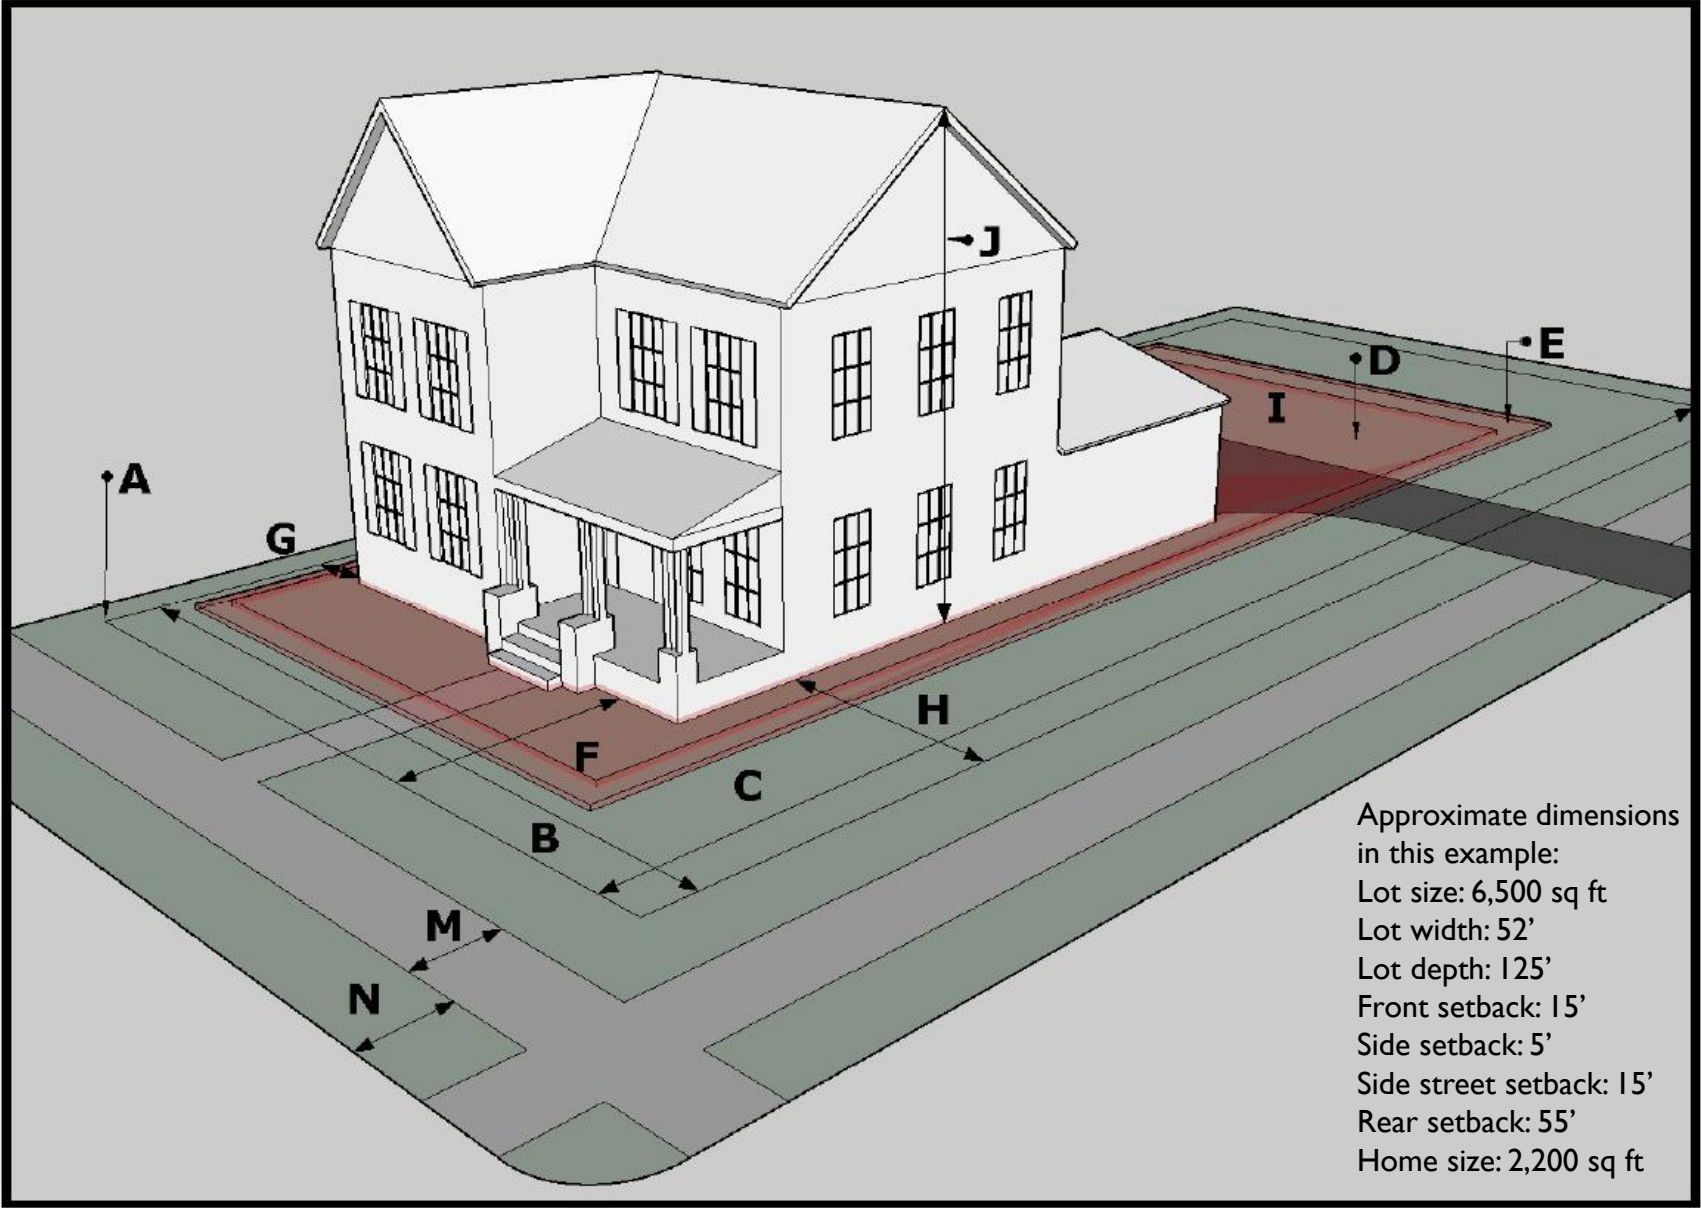 J
E
D
I
A
G
H
F
C
B
M
N
Approximate dimensions
in this example:
Lot size: 6,500 sq ft
Lot width: 52’
Lot depth: 125’
Front setback: 15’
Side setback: 5’
Side street setback: 15’
Rear setback: 55’
Home size: 2,200 sq ft